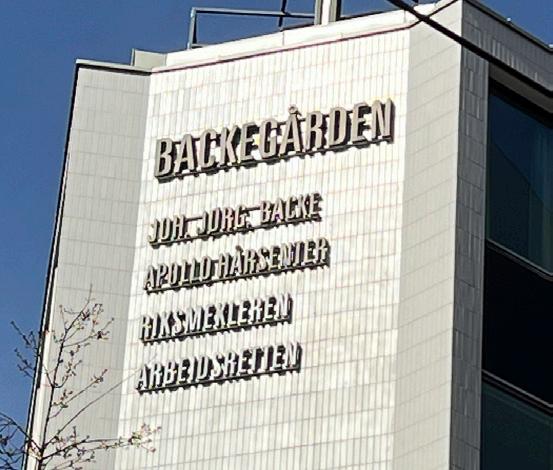 BACKEGÅRDEN
JOH. JØRG. BACKE
APOLLO HÅRSENTER
RIKSMEKLEREN
ARBEIDSRETTEN